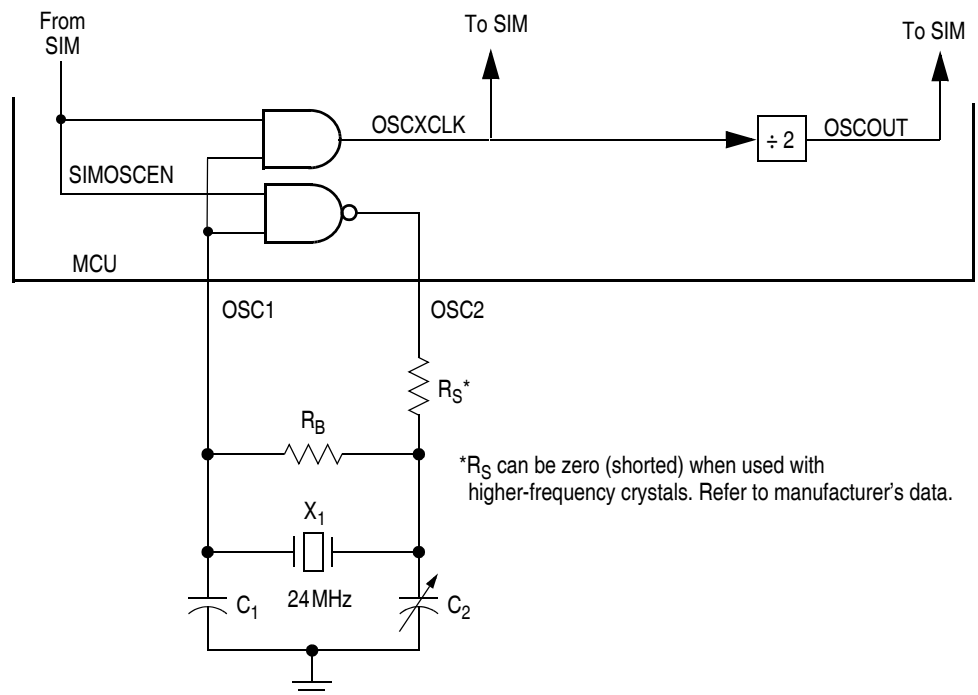 From
SIM
To SIM
To SIM
OSCXCLK
÷ 2
OSCOUT
SIMOSCEN
MCU
OSC1
OSC2
RS*
RB
*RS can be zero (shorted) when used with
higher-frequency crystals. Refer to manufacturer's data.
X1
24MHz
C1
C2